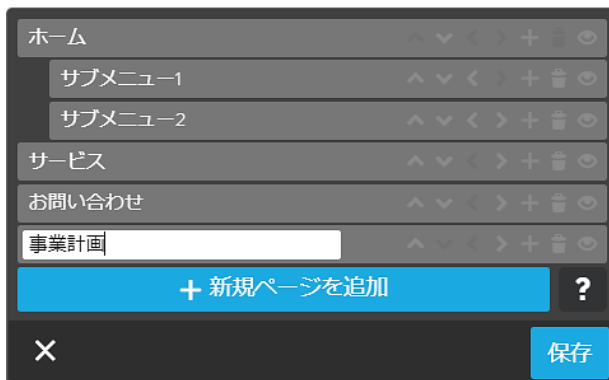 ホーム
サブメニュー1
サブメニュー2
サービス
お問い合わせ
事業計画
+ 新規ページを追加 ?
保存